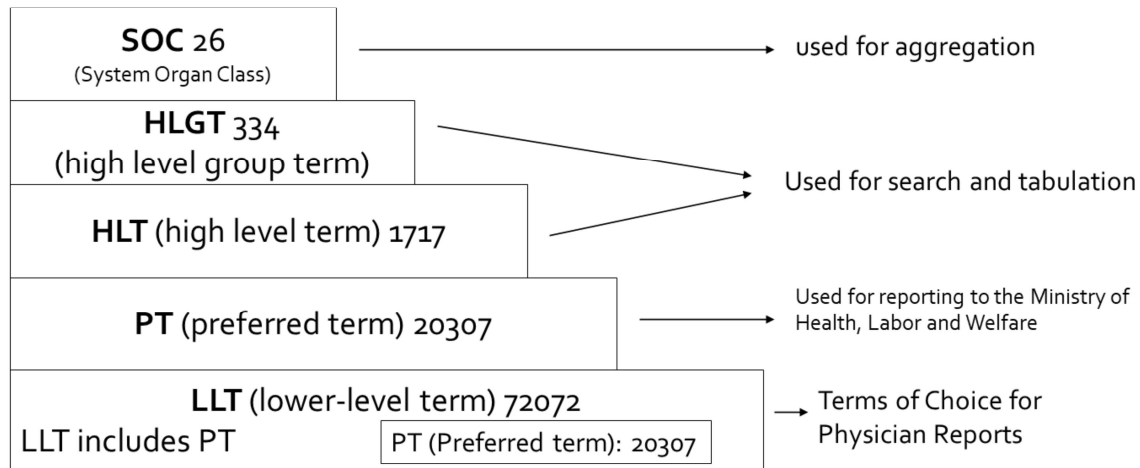 SOC 26
(System Organ Class)
used for aggregation
HLGT 334
(high level group term)
Used for search and tabulation
HLT (high level term) 1717
PT (preferred term) 20307
Used for reporting to the Ministry of
Health, Labor and Welfare
LLT (lower-level term) 72072
LLT includes PT
PT (Preferred term): 20307
Terms of Choice for
Physician Reports